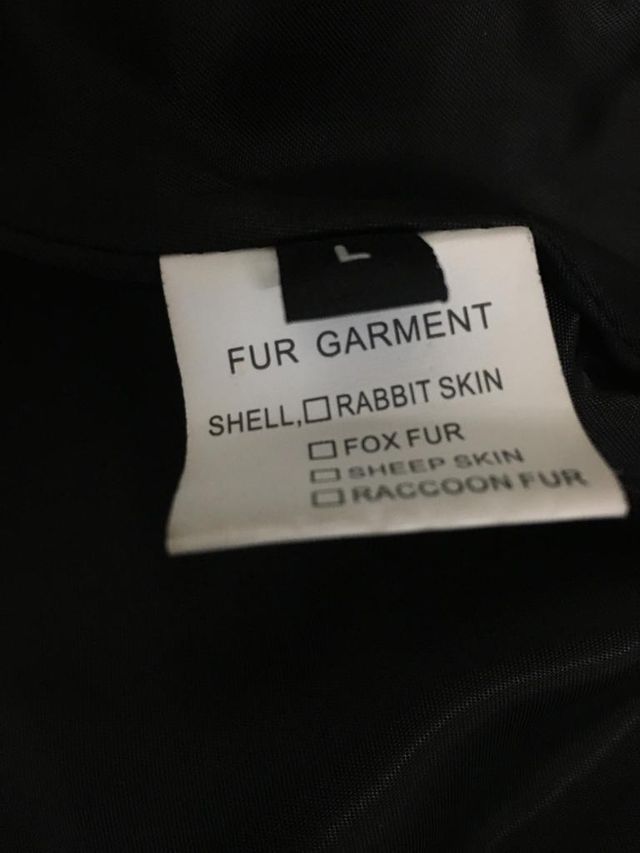 L
FUR GARMENT
SHELL,☐RABBIT SKIN
☐FOX FUR
☐SHEEP SKIN
☐RACCOON FUR